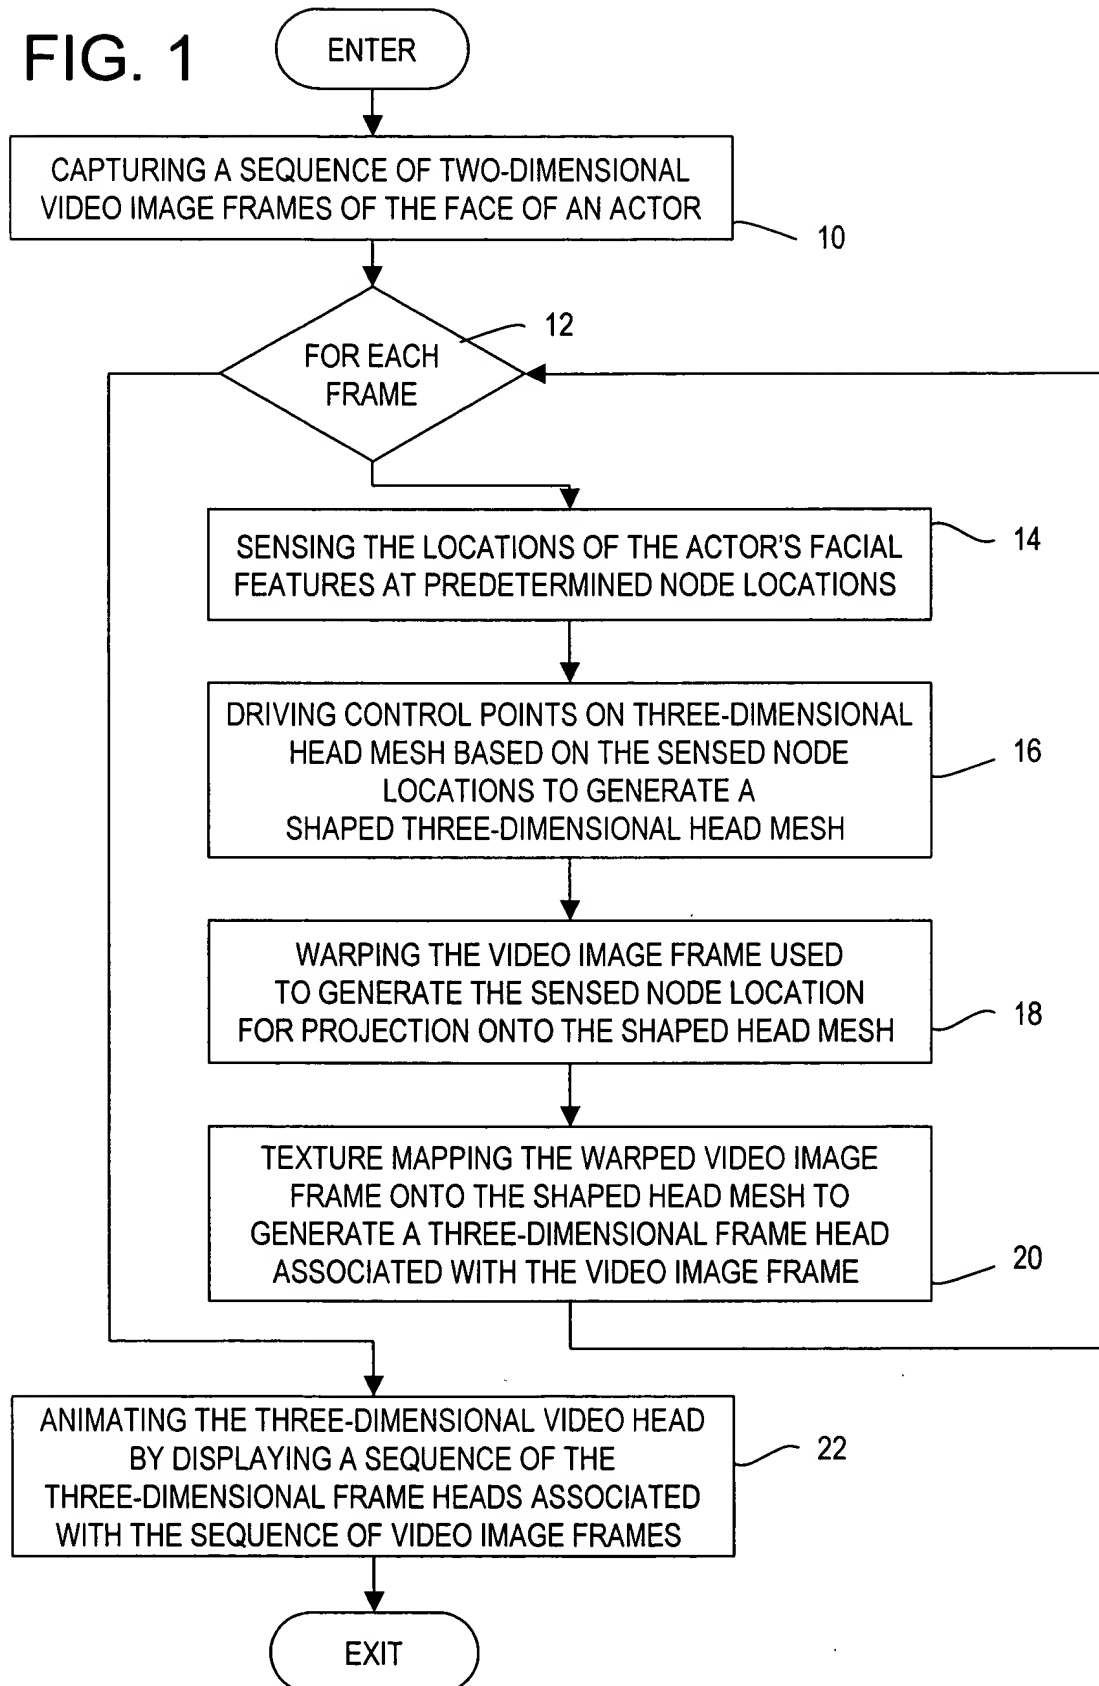 FIG. 1
ENTER
CAPTURING A SEQUENCE OF TWO-DIMENSIONAL
VIDEO IMAGE FRAMES OF THE FACE OF AN ACTOR
10
12
FOR EACH
FRAME
SENSING THE LOCATIONS OF THE ACTOR'S FACIAL
FEATURES AT PREDETERMINED NODE LOCATIONS
14
DRIVING CONTROL POINTS ON THREE-DIMENSIONAL
HEAD MESH BASED ON THE SENSED NODE
LOCATIONS TO GENERATE A
SHAPED THREE-DIMENSIONAL HEAD MESH
16
WARPING THE VIDEO IMAGE FRAME USED
TO GENERATE THE SENSED NODE LOCATION
FOR PROJECTION ONTO THE SHAPED HEAD MESH
18
TEXTURE MAPPING THE WARPED VIDEO IMAGE
FRAME ONTO THE SHAPED HEAD MESH TO
GENERATE A THREE-DIMENSIONAL FRAME HEAD
ASSOCIATED WITH THE VIDEO IMAGE FRAME
20
ANIMATING THE THREE-DIMENSIONAL VIDEO HEAD
BY DISPLAYING A SEQUENCE OF THE
THREE-DIMENSIONAL FRAME HEADS ASSOCIATED
WITH THE SEQUENCE OF VIDEO IMAGE FRAMES
22
EXIT